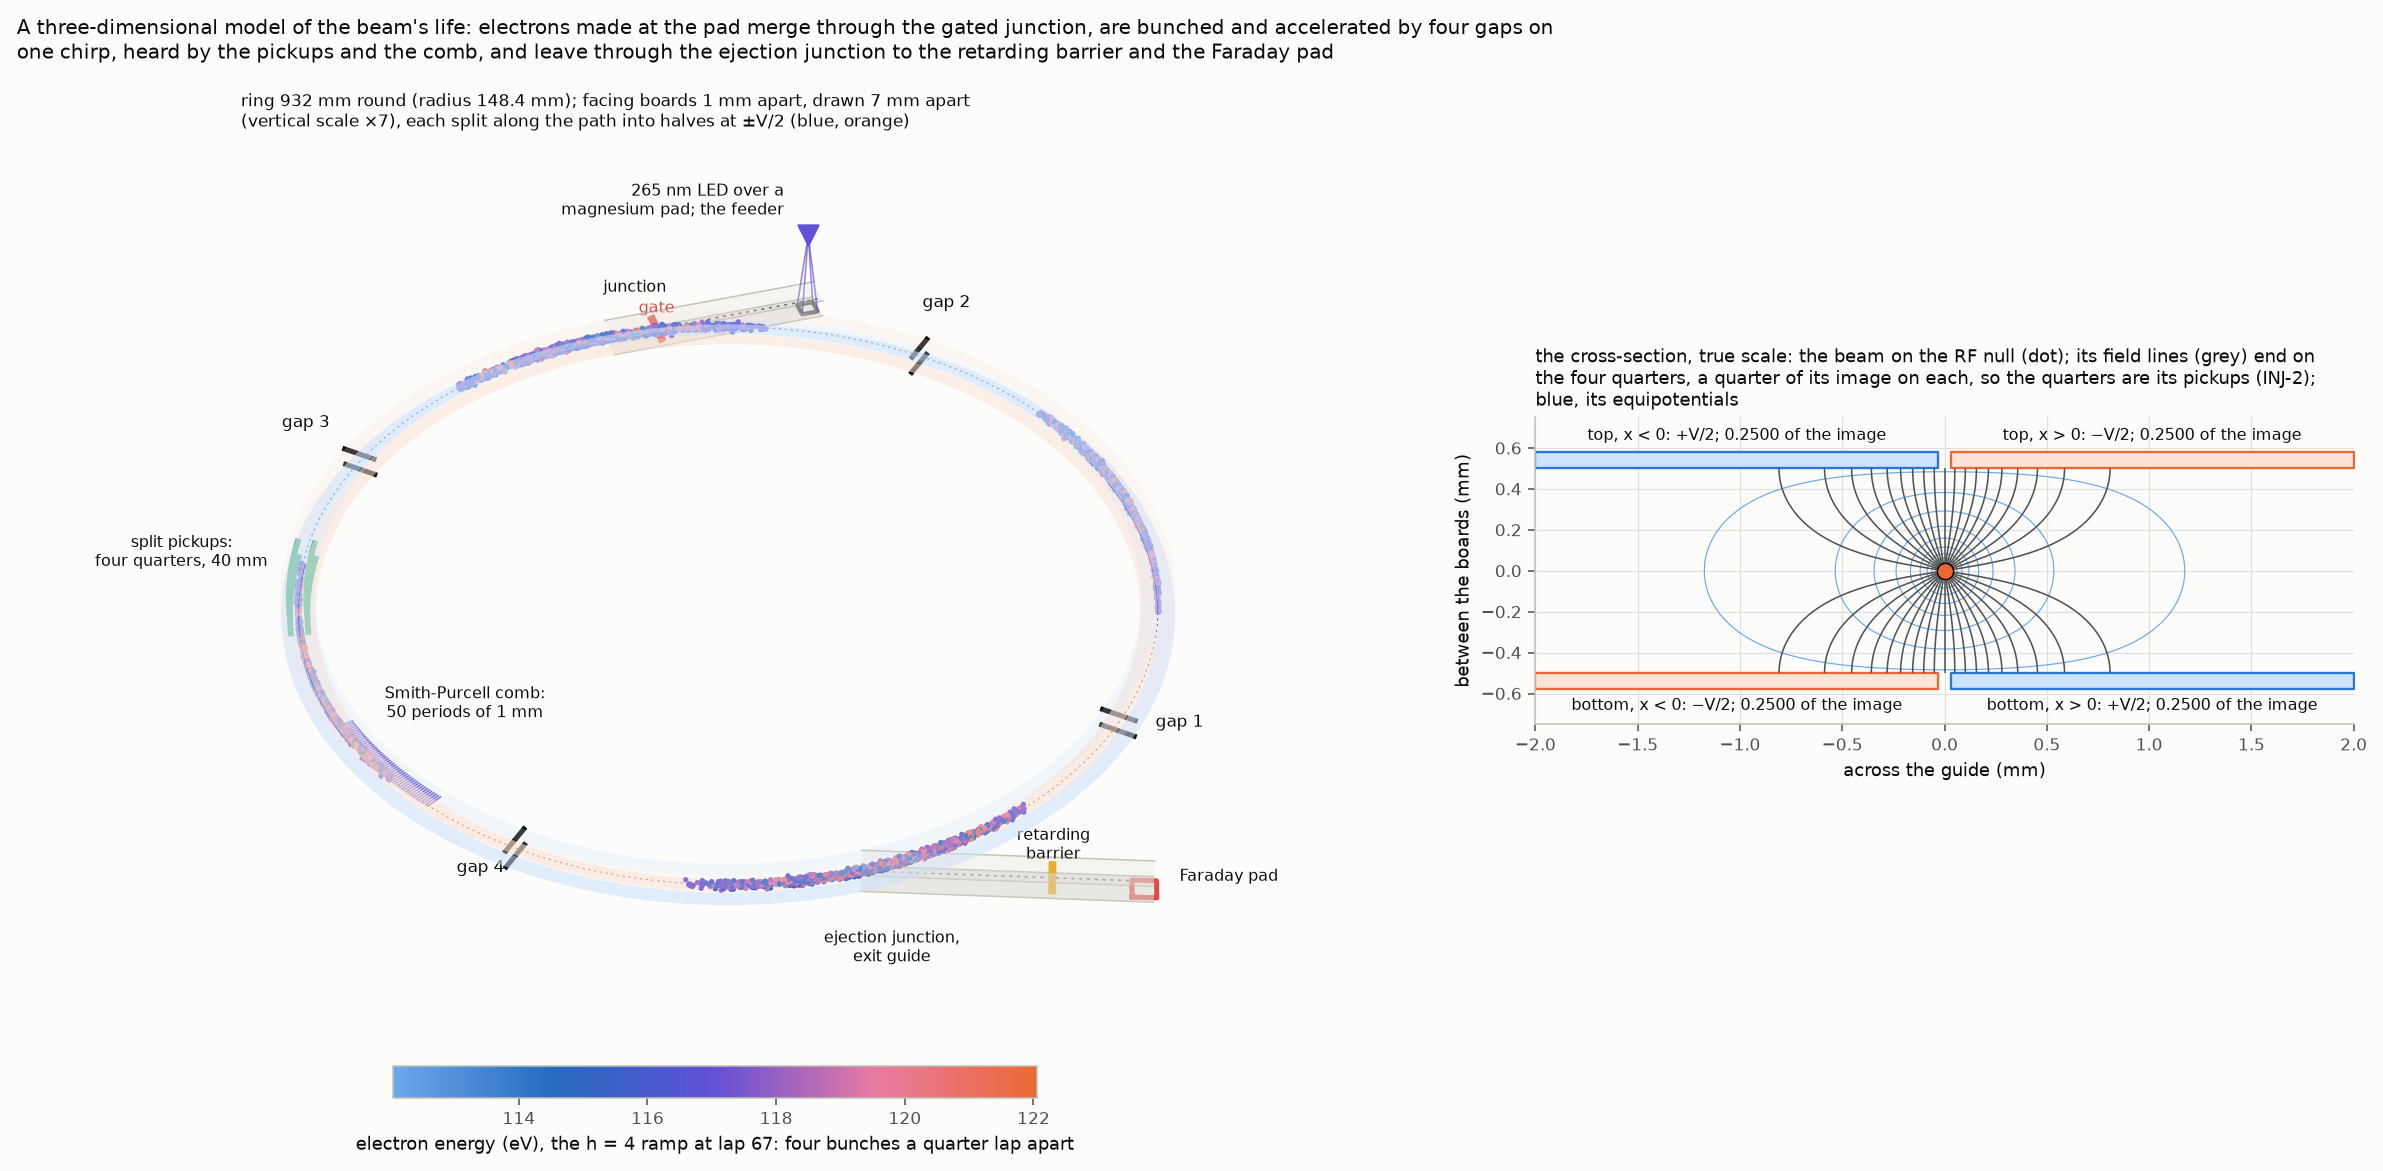 A three-dimensional model of the beam's life: electrons made at the pad merge through the gated junction, are bunched and accelerated by four gaps on
one chirp, heard by the pickups and the comb, and leave through the ejection junction to the retarding barrier and the Faraday pad
ring 932 mm round (radius 148.4 mm); facing boards 1 mm apart, drawn 7 mm apart
(vertical scale ×7), each split along the path into halves at ±V/2 (blue, orange)
265 nm LED over a
magnesium pad; the feeder
junction
gate
gap 2
gap 3
split pickups:
four quarters, 40 mm
Smith-Purcell comb:
50 periods of 1 mm
gap 1
gap 4
retarding
barrier
Faraday pad
ejection junction,
exit guide
114 116 118 120 122
electron energy (eV), the h = 4 ramp at lap 67: four bunches a quarter lap apart
the cross-section, true scale: the beam on the RF null (dot); its field lines (grey) end on
the four quarters, a quarter of its image on each, so the quarters are its pickups (INJ-2);
blue, its equipotentials
top, x < 0: +V/2; 0.2500 of the image
top, x > 0: −V/2; 0.2500 of the image
between the boards (mm)
0.6
0.4
0.2
0.0
−0.2
−0.4
−0.6
bottom, x < 0: −V/2; 0.2500 of the image
bottom, x > 0: +V/2; 0.2500 of the image
−2.0 −1.5 −1.0 −0.5 0.0 0.5 1.0 1.5 2.0
across the guide (mm)